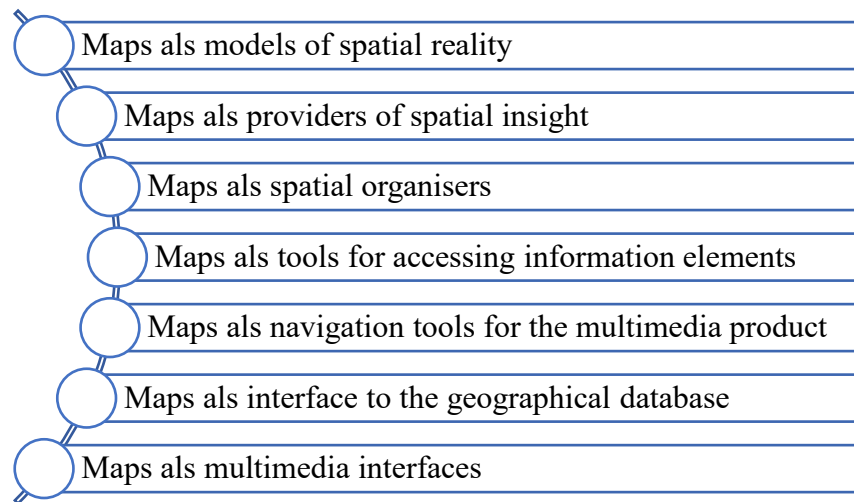 Maps als models of spatial reality
Maps als providers of spatial insight
Maps als spatial organisers
Maps als tools for accessing information elements
Maps als navigation tools for the multimedia product
Maps als interface to the geographical database
Maps als multimedia interfaces